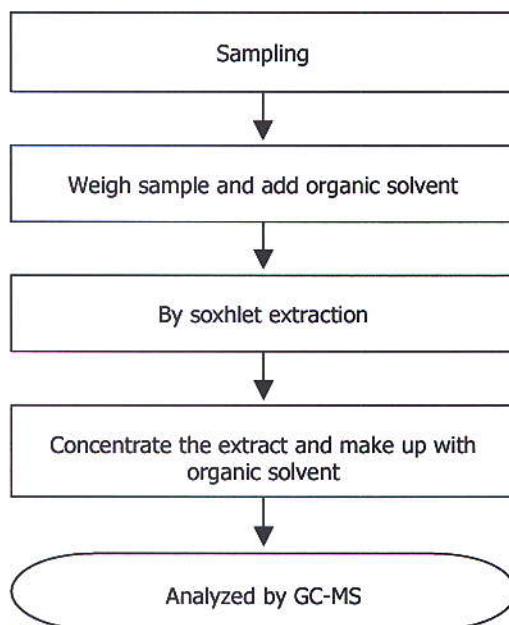 Sampling
Weigh sample and add organic solvent
By soxhlet extraction
Concentrate the extract and make up with
organic solvent
Analyzed by GC-MS